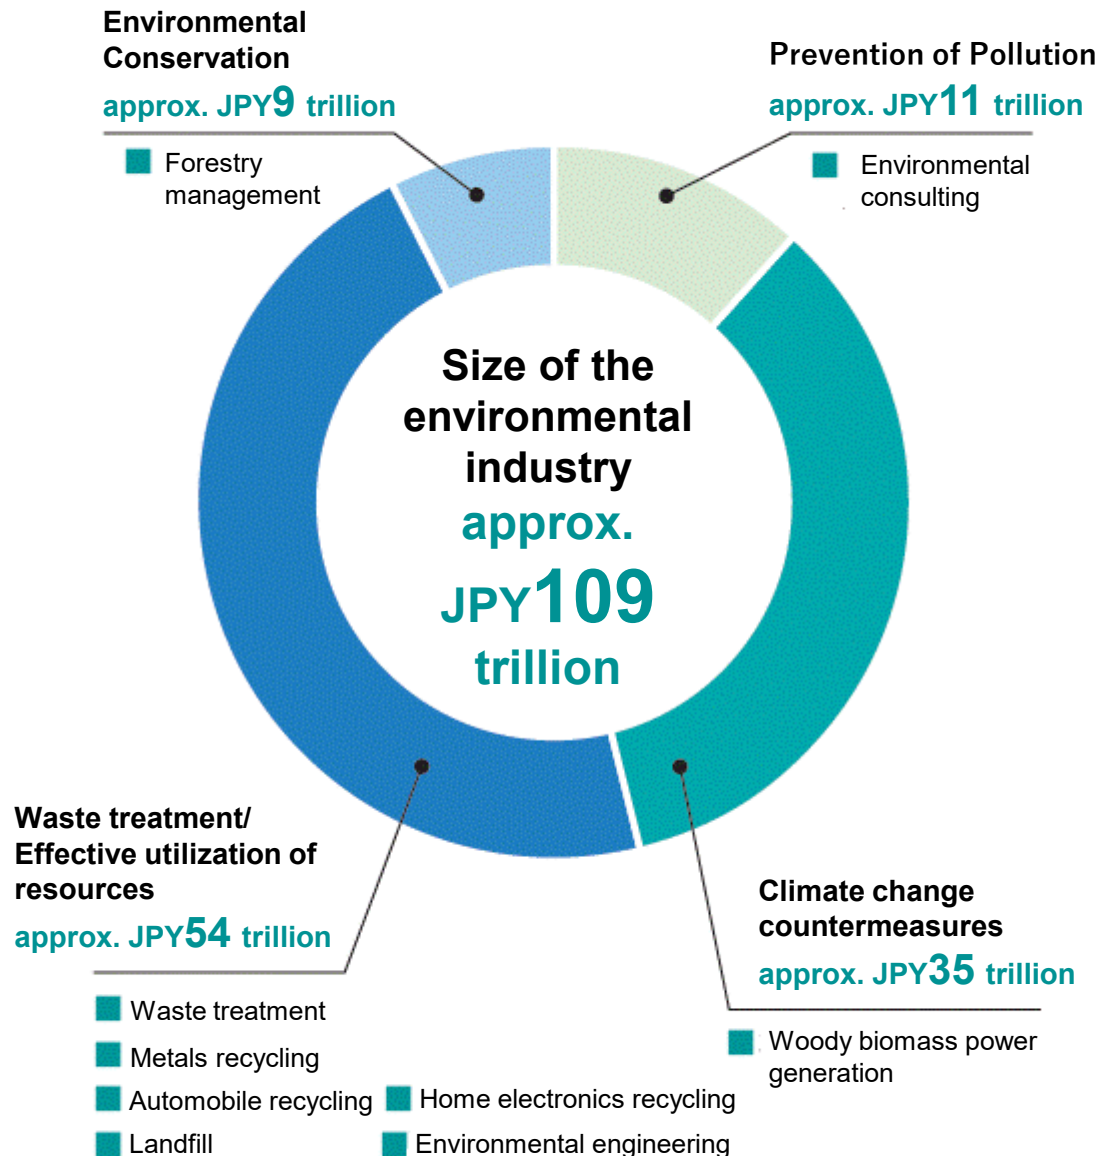 Environmental
Conservation
approx. JPY9 trillion
Forestry
management
Prevention of Pollution
approx. JPY11 trillion
Environmental
consulting
Size of the
environmental
industry
approx.
JPY109
trillion
Waste treatment/
Effective utilization of
resources
approx. JPY54 trillion
Waste treatment
Metals recycling
Automobile recycling
Home electronics recycling
Landfill
Environmental engineering
Climate change
countermeasures
approx. JPY35 trillion
Woody biomass power
generation